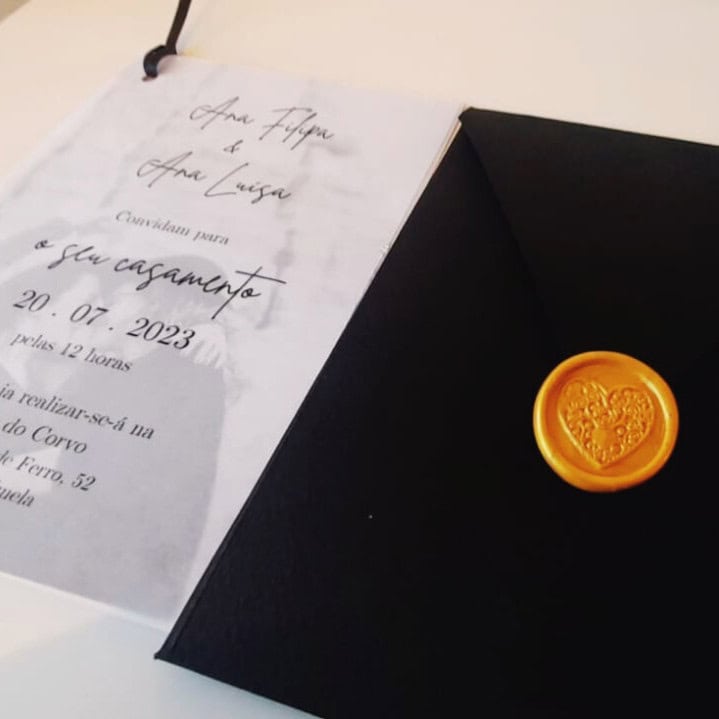 Ana Filipa
&
Ana Luisa
Convidam para
o seu casamento
20 . 07 . 2023
pelas 12 horas
realizar-se-á na
do Corvo
de Ferro, 52